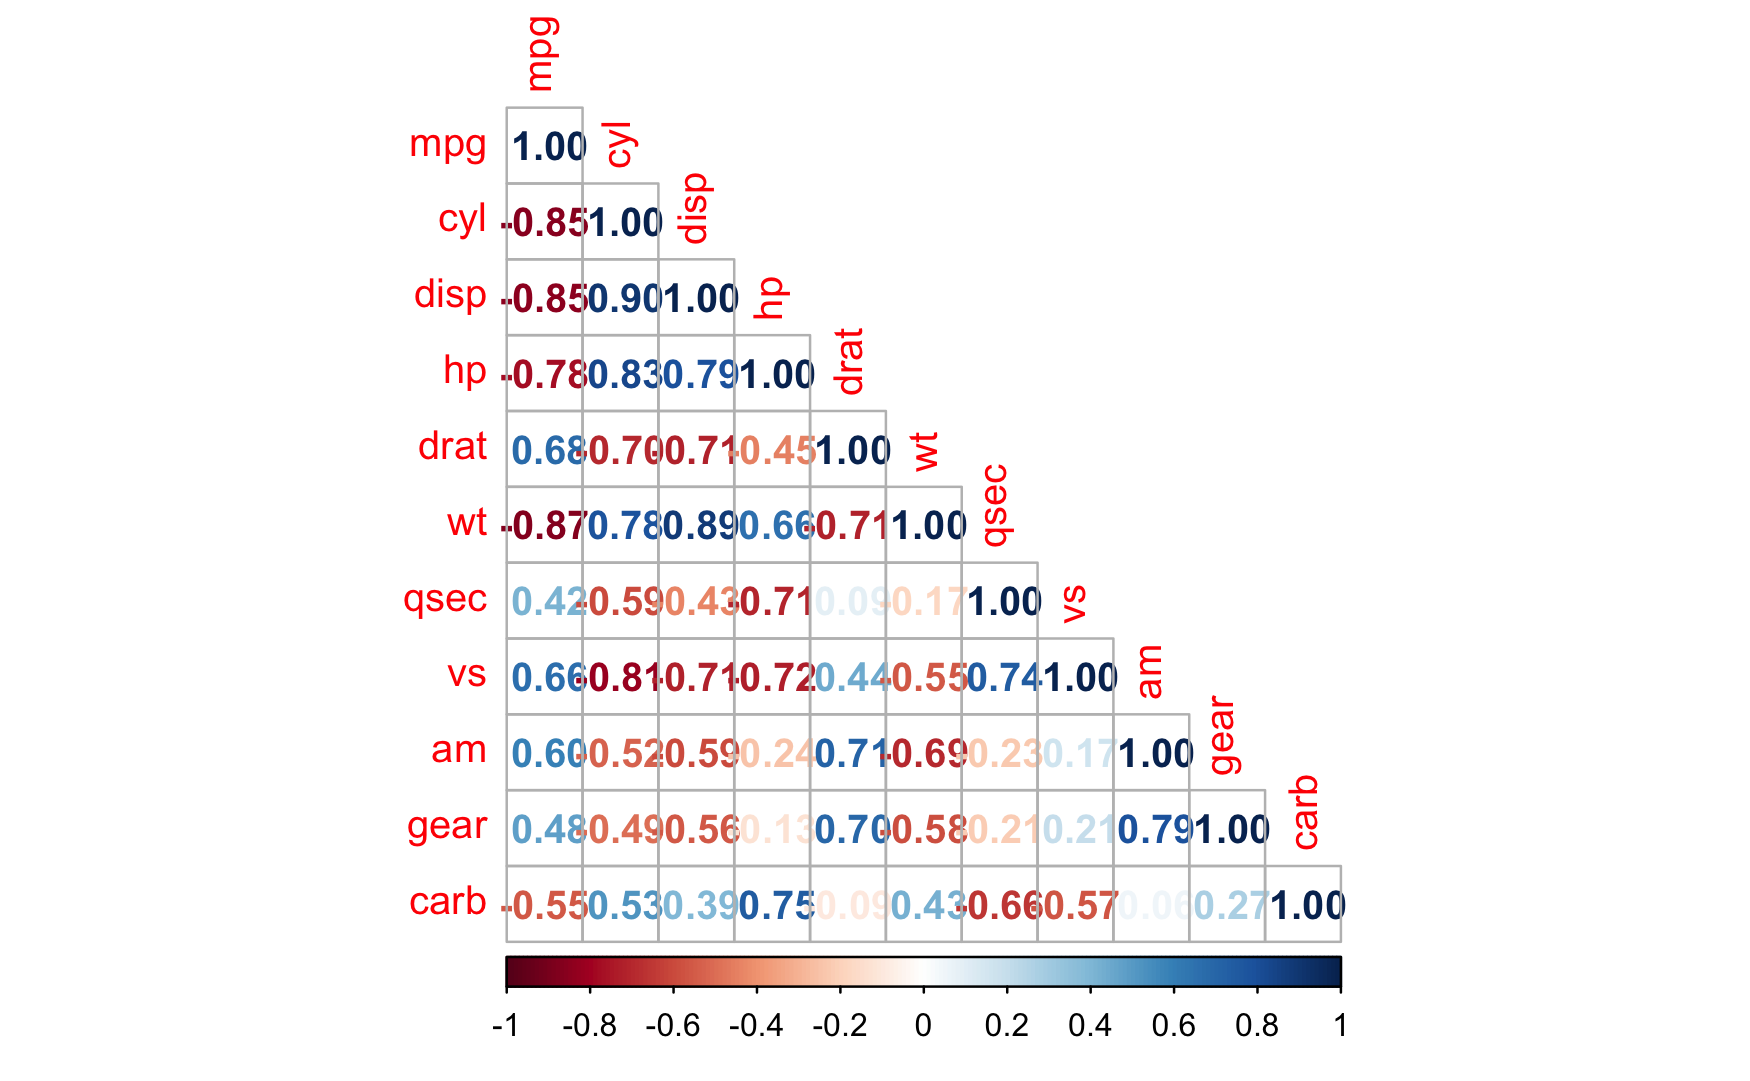 mpg
mpg 1.00 cyl
cyl -0.85 1.00 disp
disp -0.85 0.90 1.00 hp
hp -0.78 0.83 0.79 1.00 drat
drat 0.68 -0.70 -0.71 -0.45 1.00 wt
wt -0.87 0.78 0.89 0.66 -0.71 1.00 qsec
qsec 0.42 -0.59 -0.43 -0.71 0.09 -0.17 1.00 vs
vs 0.66 -0.81 -0.71 -0.72 0.44 -0.55 0.74 1.00 am
am 0.60 -0.52 -0.59 -0.24 0.71 -0.69 -0.23 0.17 1.00 gear
gear 0.48 -0.49 -0.56 -0.13 0.70 -0.58 -0.21 0.21 0.79 1.00 carb
carb -0.55 0.53 0.39 0.75 -0.09 0.43 -0.66 -0.57 0.06 0.27 1.00
-1 -0.8 -0.6 -0.4 -0.2 0 0.2 0.4 0.6 0.8 1